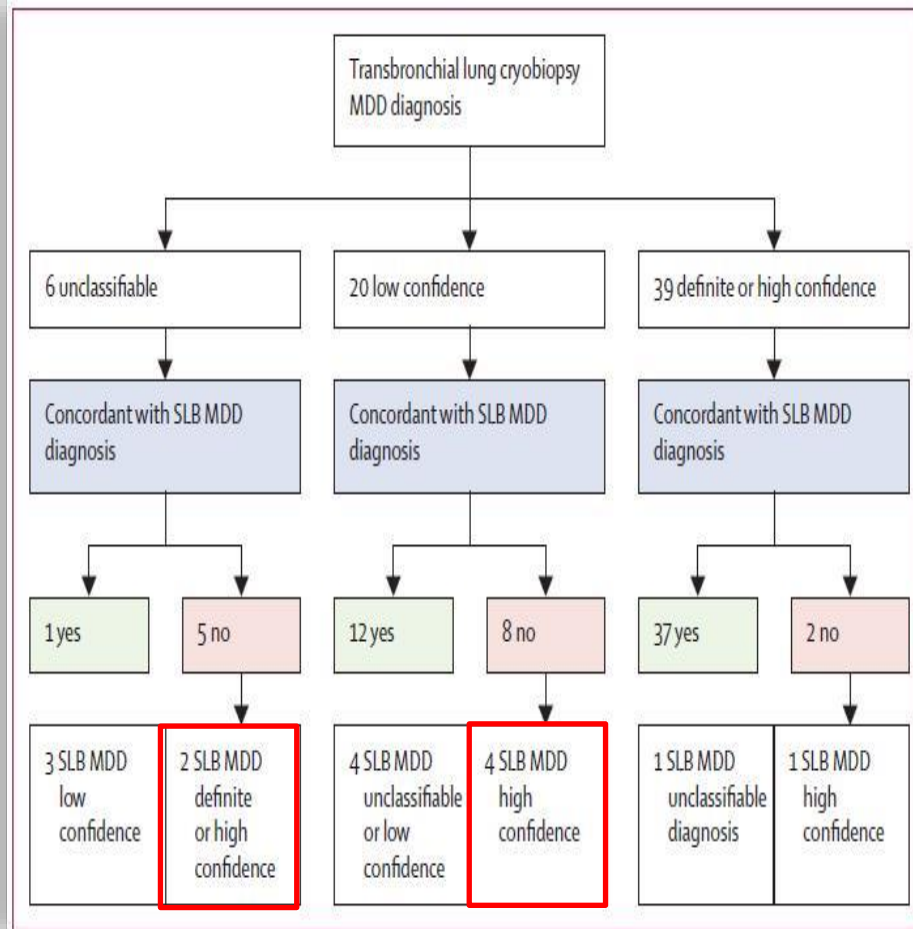 Transbronchial lung cryobiopsy
MDD diagnosis
6 unclassifiable
20 low confidence
39 definite or high confidence
Concordant with SLB MDD
diagnosis
Concordant with SLB MDD
diagnosis
Concordant with SLB MDD
diagnosis
1 yes
5 no
12 yes
8 no
37 yes
2 no
3 SLB MDD
low
confidence
2 SLB MDD
definite
or high
confidence
4 SLB MDD
unclassifiable
or low
confidence
4 SLB MDD
high
confidence
1 SLB MDD
unclassifiable
diagnosis
1 SLB MDD
high
confidence